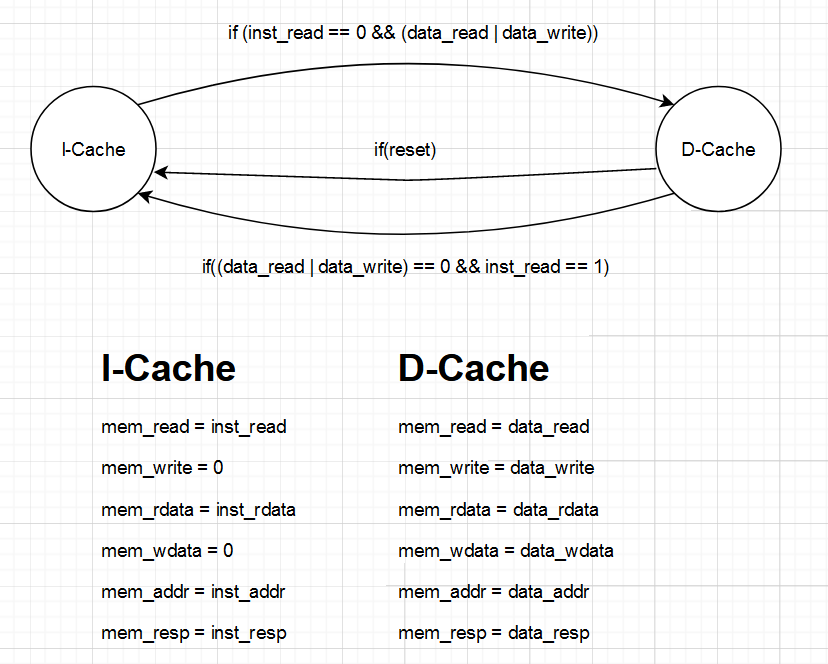 if (inst_read == 0 && (data_read | data_write))
I-Cache
if(reset)
D-Cache
if((data_read | data_write) == 0 && inst_read == 1)
I-Cache
mem_read = inst_read
mem_write = 0
mem_rdata = inst_rdata
mem_wdata = 0
mem_addr = inst_addr
mem_resp = inst_resp
D-Cache
mem_read = data_read
mem_write = data_write
mem_rdata = data_rdata
mem_wdata = data_wdata
mem_addr = data_addr
mem_resp = data_resp